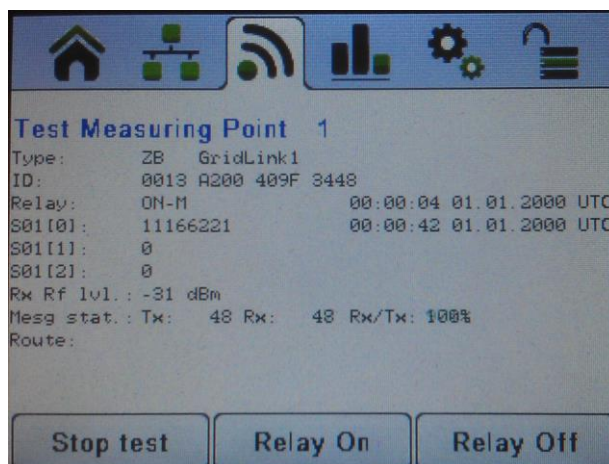 Test Measuring Point 1
Type: ZB GridLink1
ID: 0013 A200 409F 3448
Relay: ON-M 00:00:04 01.01.2000 UTC
S01[0]: 11166221 00:00:42 01.01.2000 UTC
S01[1]: 0
S01[2]: 0
Rx Rf lvl.: -31 dBm
Mesg stat.: Tx: 48 Rx: 48 Rx/Tx: 100%
Route:
Stop test Relay On Relay Off